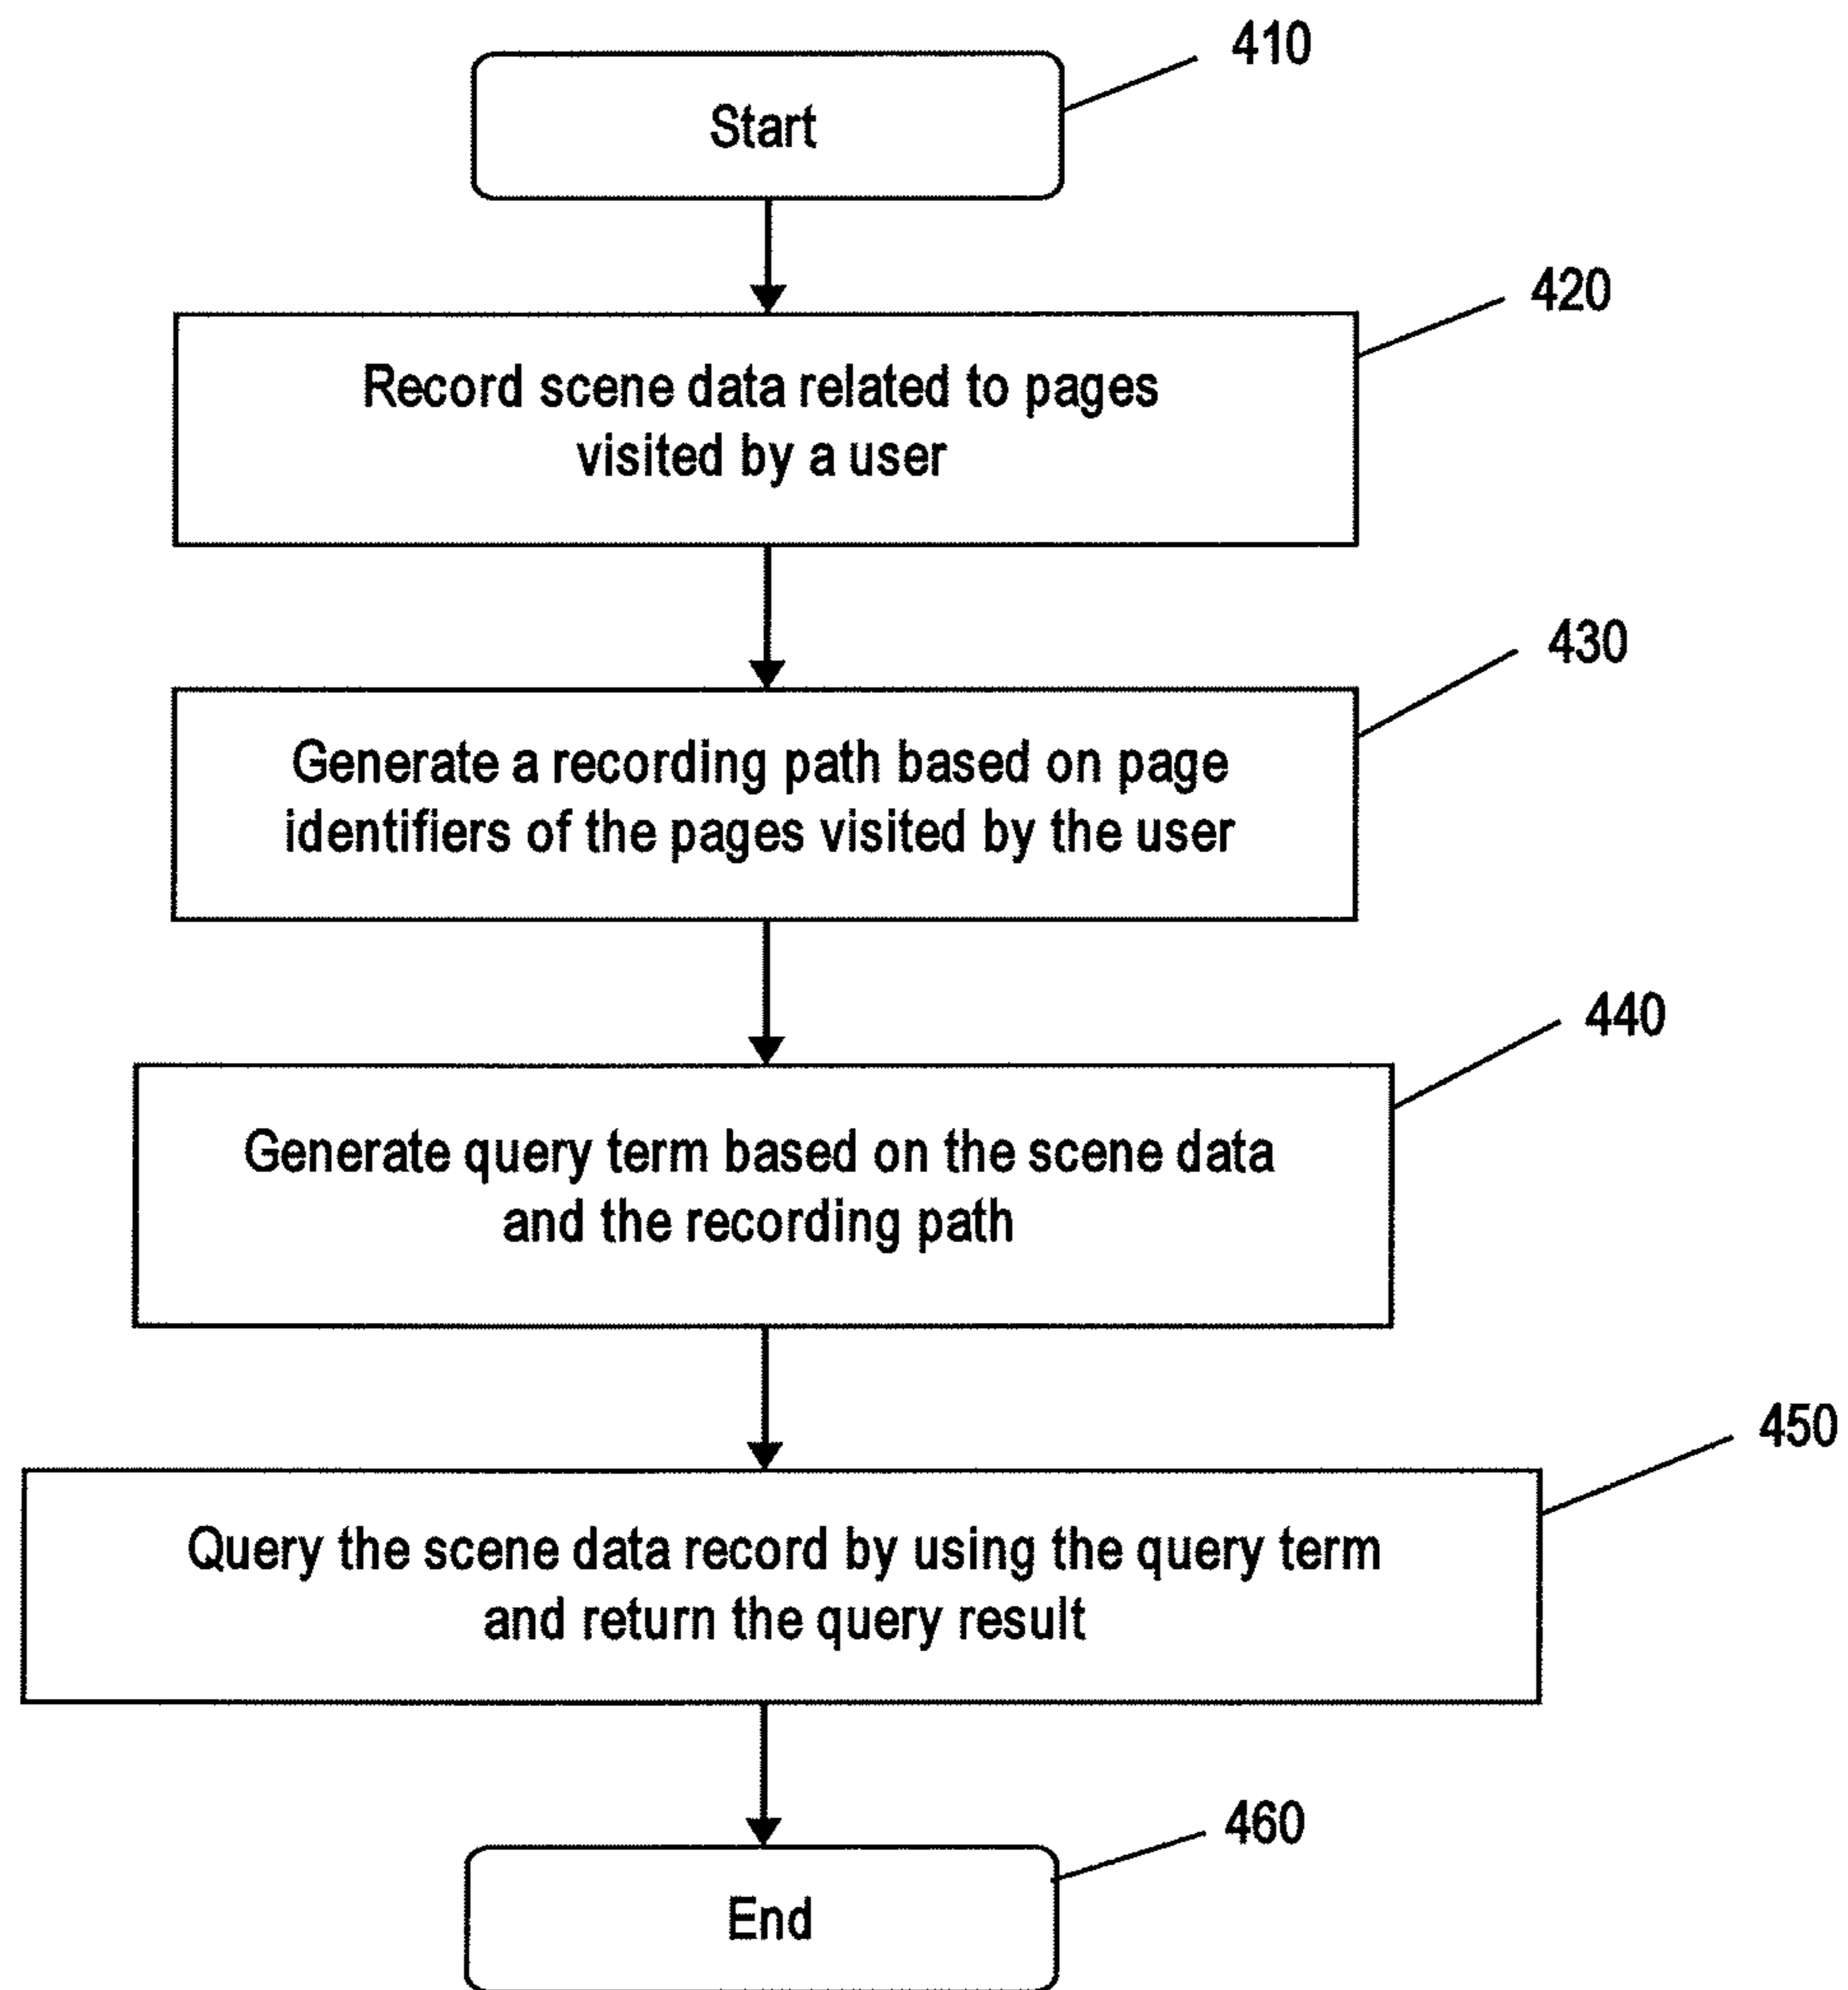 410
Start
420
Record scene data related to pages
visited by a user
430
Generate a recording path based on page
identifiers of the pages visited by the user
440
Generate query term based on the scene data
and the recording path
450
Query the scene data record by using the query term
and return the query result
460
End